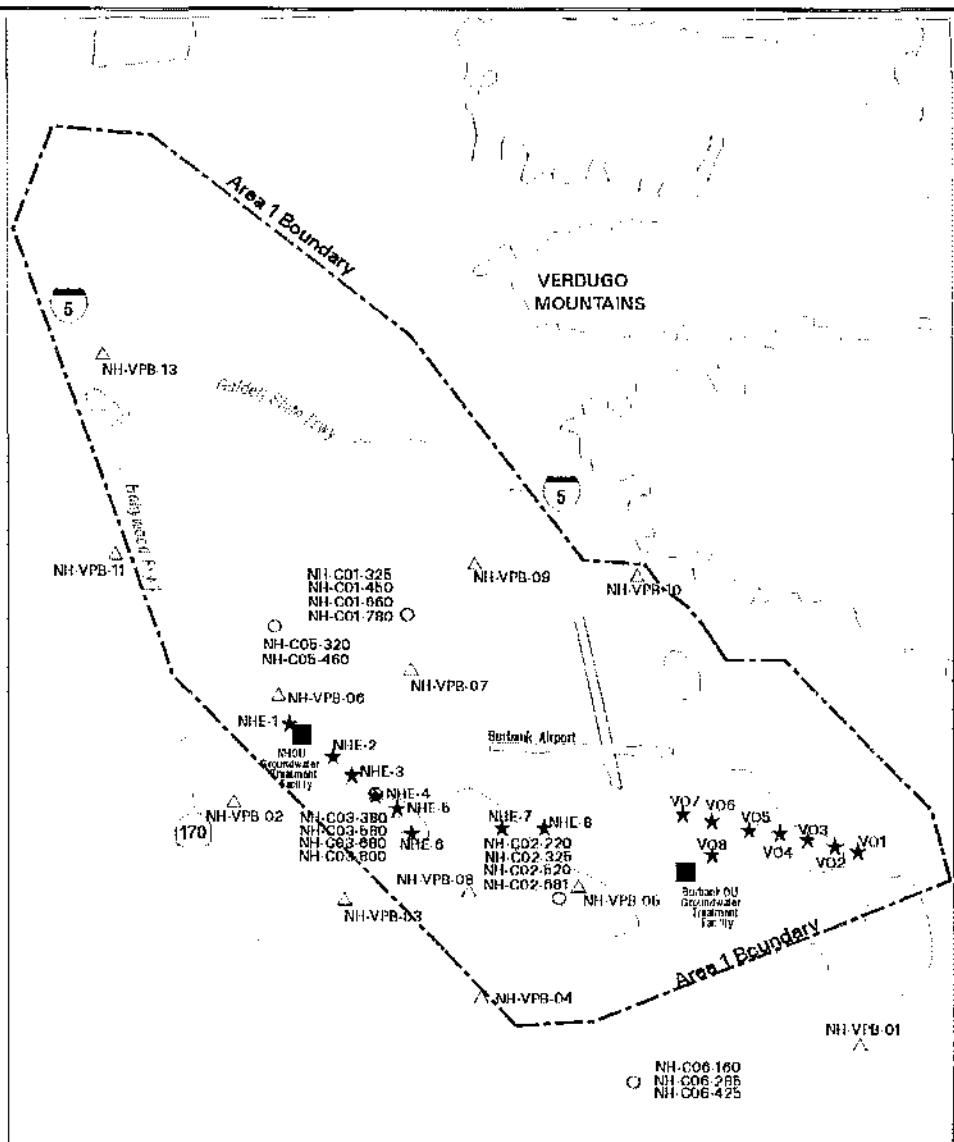 Area 1 Boundary
VERDUGO
MOUNTAINS
5
NH-VPB-13
Golden State Frwy
5
NH-VPB-11
NH-VPB-09
NH-VPB-10
NH-C01-325
NH-C01-450
NH-C01-660
NH-C01-780
NH-C05-320
NH-C05-460
NH-VPB-07
NH-VPB-06
NHE-1
NHOU
Groundwater
Treatment
Facility
NHE-2
NHE-3
NHE-4
NHE-5
NHE-6
Burbank Airport
NH-VPB-02
170
NH-C03-380
NH-C03-580
NH-C03-680
NH-C03-800
NHE-7
NHE-8
NH-C02-220
NH-C02-325
NH-C02-520
NH-C02-681
VO7
VO6
VO5
VO4
VO3
VO2
VO1
VO8
Burbank OU
Groundwater
Treatment
Facility
NH-VPB-08
NH-VPB-05
NH-VPB-03
Area 1 Boundary
NH-VPB-04
NH-VPB-01
NH-C06-160
NH-C06-285
NH-C06-425